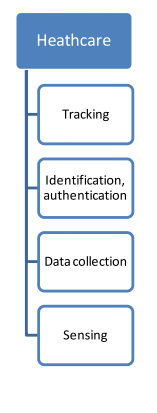 Heathcare
Tracking
Identification,
authentication
Data collection
Sensing